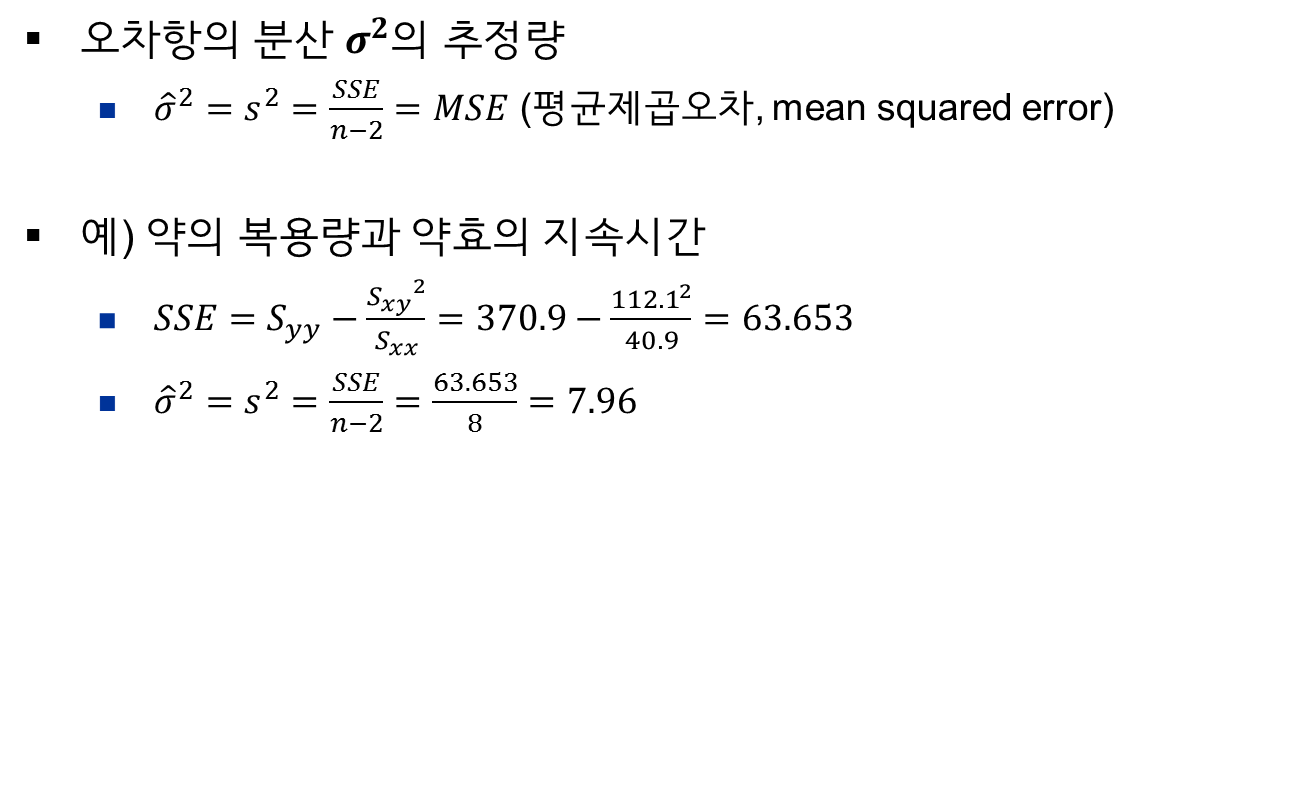 ▪ 오차항의 분산 𝝈²의 추정량
▪ σ̂² = s² = SSE/(n−2) = MSE (평균제곱오차, mean squared error)
▪ 예) 약의 복용량과 약효의 지속시간
▪ SSE = S_yy − S_xy²/S_xx = 370.9 − 112.1²/40.9 = 63.653
▪ σ̂² = s² = SSE/(n−2) = 63.653/8 = 7.96